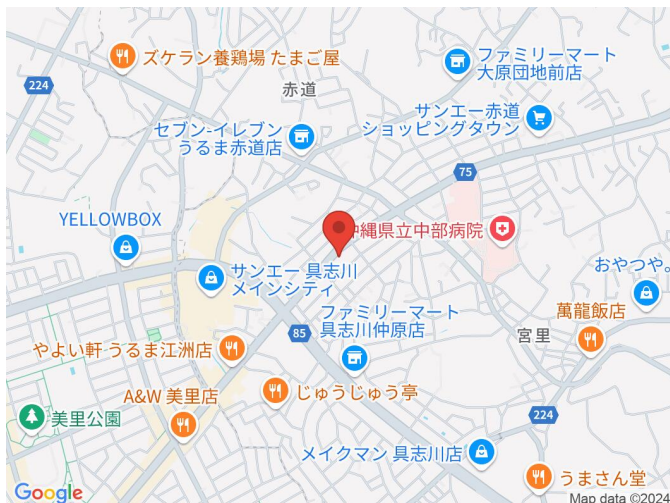 ズケラン養鶏場 たまご屋
224
赤道
ファミリーマート
大原団地前店
サンエー赤道
ショッピングタウン
セブン-イレブン
うるま赤道店
75
YELLOWBOX
沖縄県立中部病院
サンエー 具志川
メインシティ
おやつや。
ファミリーマート
具志川仲原店
萬龍飯店
85
宮里
やよい軒 うるま江洲店
じゅうじゅう亭
A&W 美里店
美里公園
224
メイクマン 具志川店
うまさん堂
Google
Map data ©2024